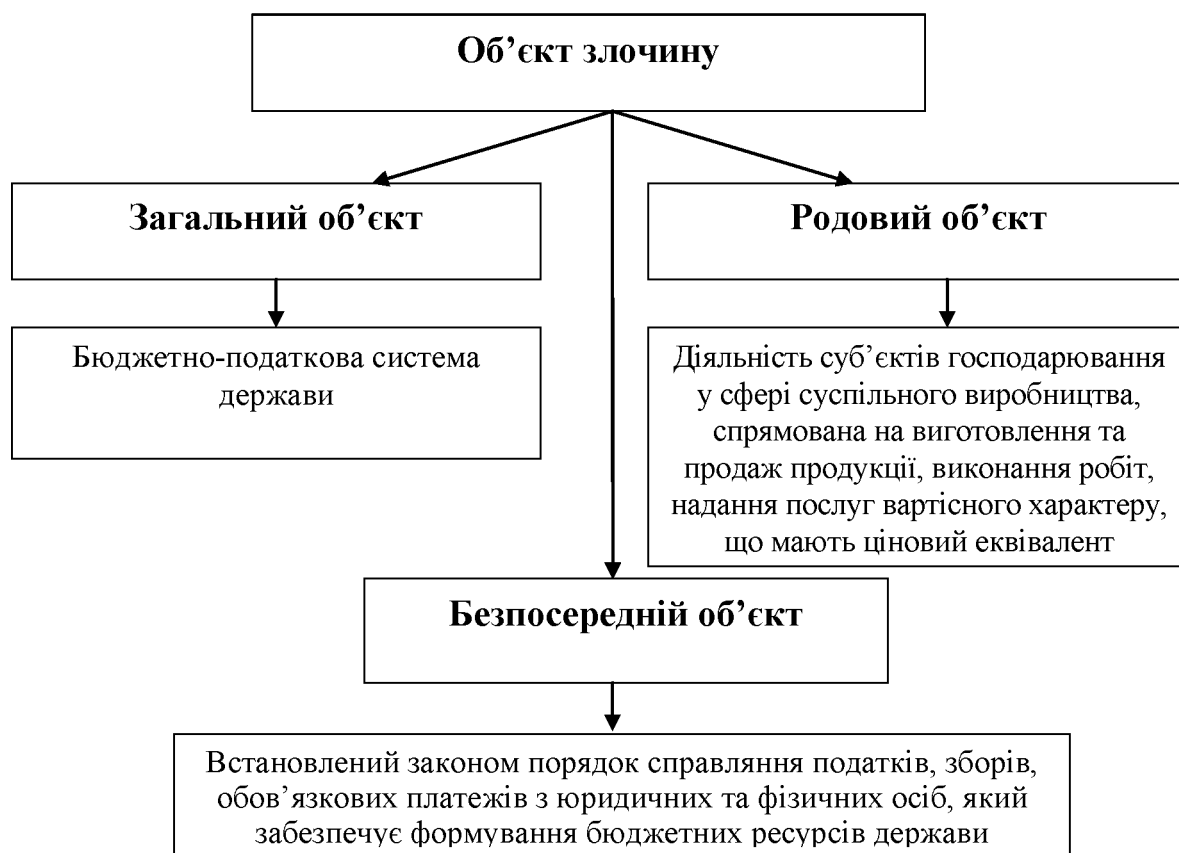 Об’єкт злочину
Загальний об’єкт
Родовий об’єкт
Бюджетно-податкова система
держави
Діяльність суб’єктів господарювання
у сфері суспільного виробництва,
спрямована на виготовлення та
продаж продукції, виконання робіт,
надання послуг вартісного характеру,
що мають ціновий еквівалент
Безпосередній об’єкт
Встановлений законом порядок справляння податків, зборів,
обов’язкових платежів з юридичних та фізичних осіб, який
забезпечує формування бюджетних ресурсів держави